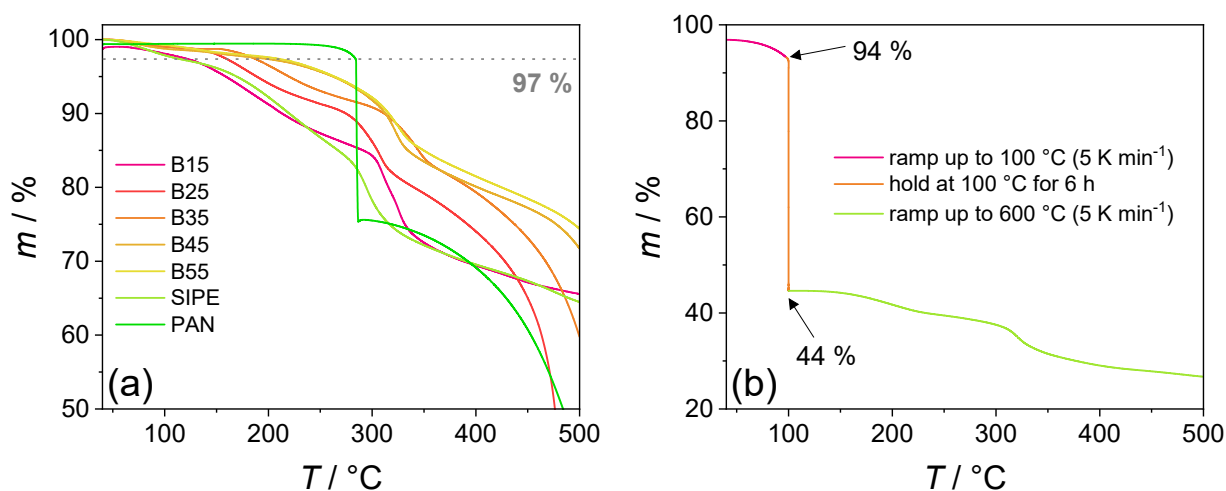 100
90
80
70
60
50
m / %
97 %
B15
B25
B35
B45
B55
SIPE
PAN
(a)
100
200
300
400
500
T / °C
100
80
60
40
20
m / %
94 %
ramp up to 100 °C (5 K min⁻¹)
hold at 100 °C for 6 h
ramp up to 600 °C (5 K min⁻¹)
44 %
(b)
100
200
300
400
500
T / °C